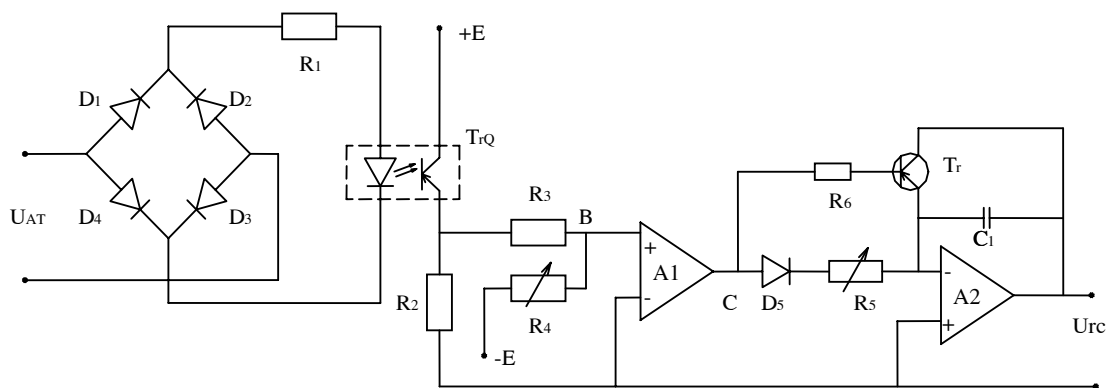 +E
R1
D1
D2
TrQ
Tr
R6
R3
B
UAT
D4
D3
+
A1
-
C1
R2
R4
C
D5
R5
-
A2
+
Urc
-E